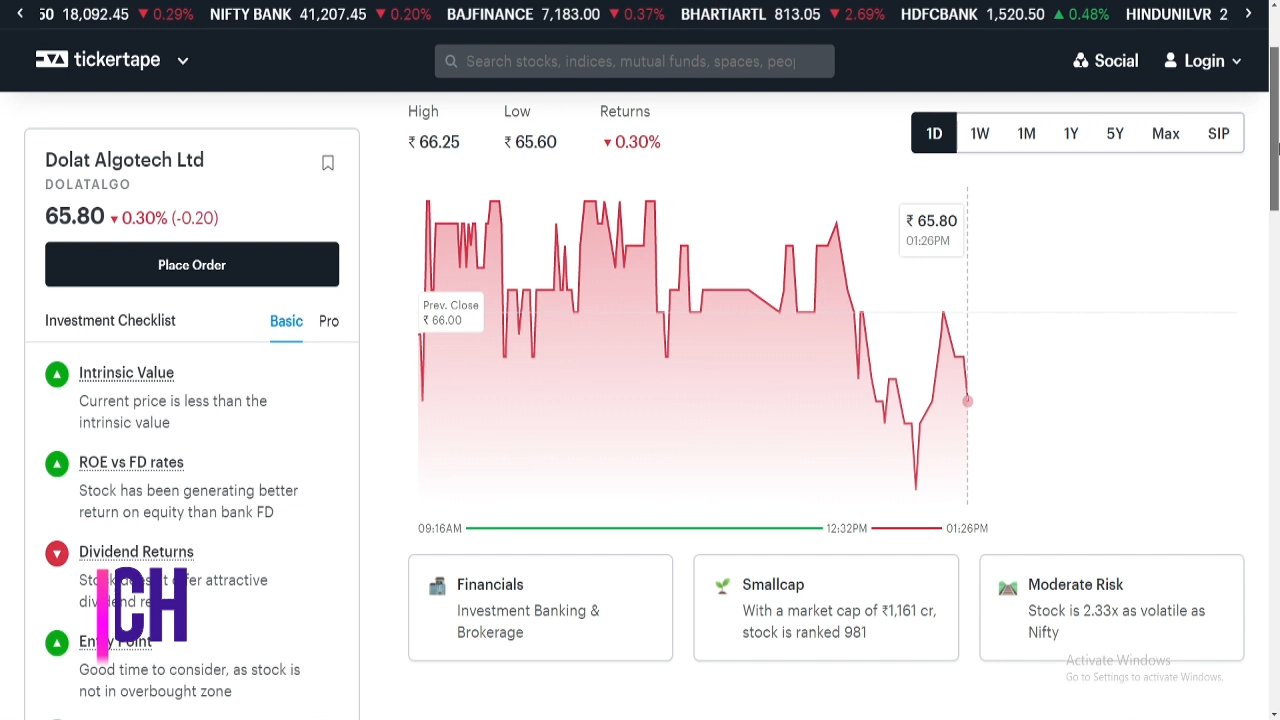 50 18,092.45 ▼ 0.29% NIFTY BANK 41,207.45 ▼ 0.20% BAJFINANCE 7,183.00 ▼ 0.37% BHARTIARTL 813.05 ▼ 2.69% HDFCBANK 1,520.50 ▲ 0.48% HINDUNILVR 2
tickertape
Search stocks, indices, mutual funds, spaces, peop
Social
Login
High Low Returns
₹ 66.25 ₹ 65.60 ▼ 0.30%
1D 1W 1M 1Y 5Y Max SIP
Dolat Algotech Ltd
DOLATALGO
65.80 ▼ 0.30% (-0.20)
Place Order
Investment Checklist Basic Pro
Intrinsic Value
Current price is less than the
intrinsic value
ROE vs FD rates
Stock has been generating better
return on equity than bank FD
Dividend Returns
attractive
ICH
Good time to consider, as stock is
not in overbought zone
₹ 65.80
01:26PM
Prev. Close
₹ 66.00
09:16AM 12:32PM 01:26PM
Financials
Investment Banking &
Brokerage
Smallcap
With a market cap of ₹1,161 cr,
stock is ranked 981
Moderate Risk
Stock is 2.33x as volatile as
Nifty
Activate Windows
Go to Settings to activate Windows.